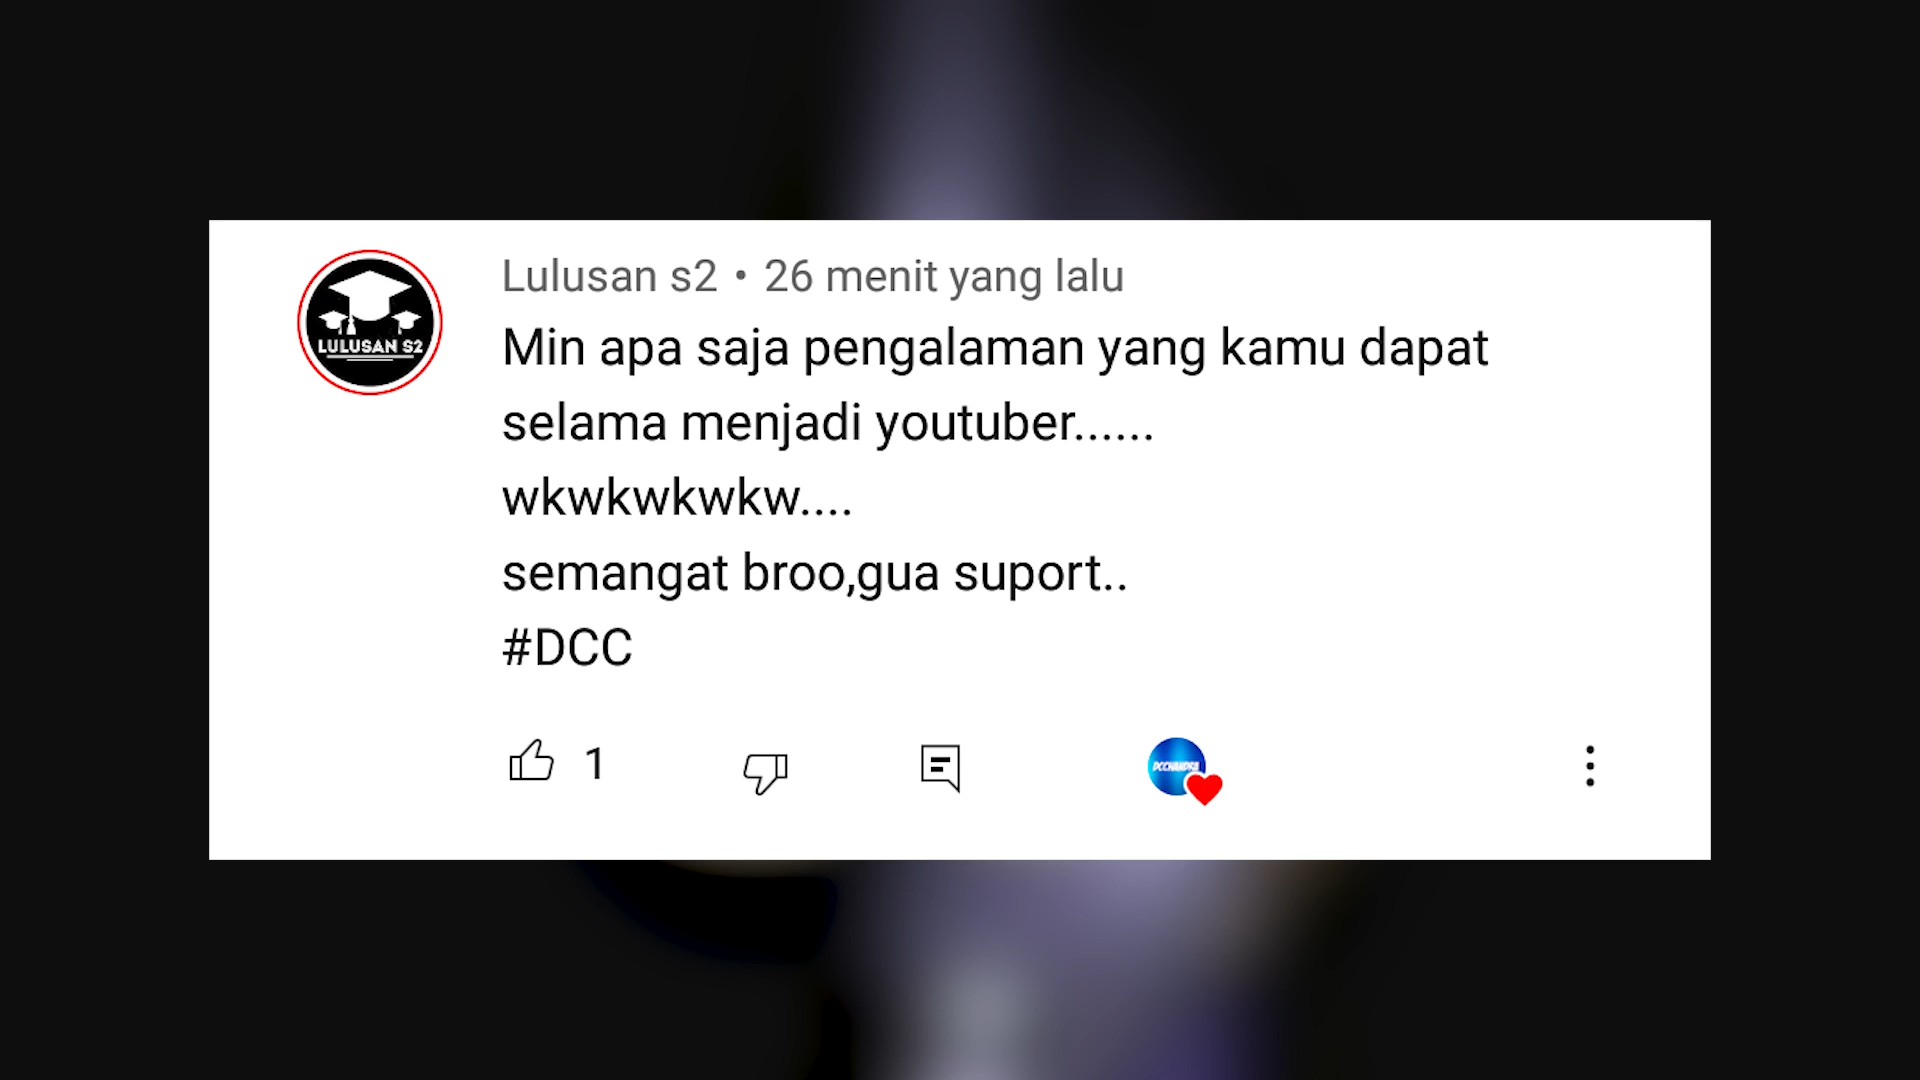 Lulusan s2 • 26 menit yang lalu
LULUSAN S2
Min apa saja pengalaman yang kamu dapat
selama menjadi youtuber......
wkwkwkwkw....
semangat broo,gua suport..
#DCC
1
DCCHANDRA